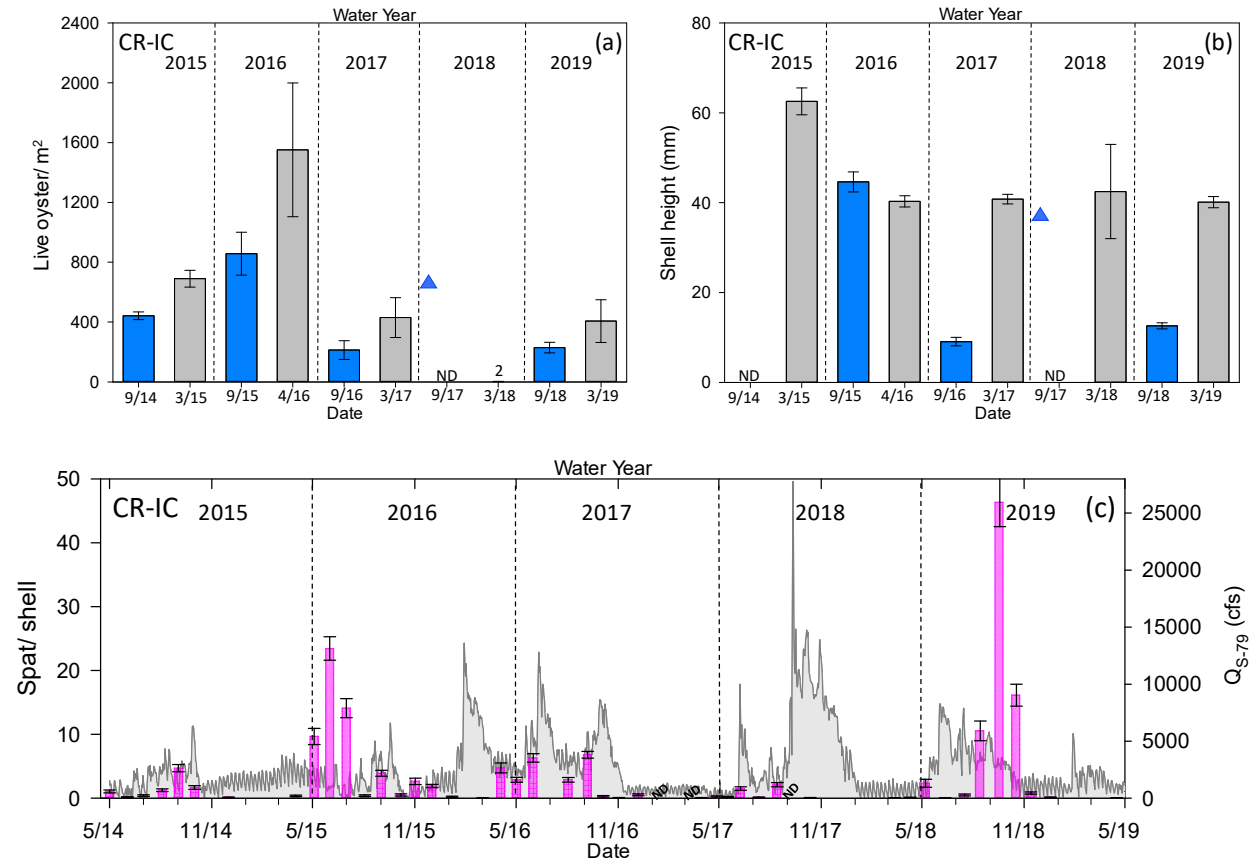 Water Year
CR-IC
(a)
2015 2016 2017 2018 2019
2400
2000
1600
1200
800
400
0
Live oyster/ m²
ND 2
9/14 3/15 9/15 4/16 9/16 3/17 9/17 3/18 9/18 3/19
Date
Water Year
CR-IC
(b)
2015 2016 2017 2018 2019
80
60
40
20
0
Shell height (mm)
ND ND
9/14 3/15 9/15 4/16 9/16 3/17 9/17 3/18 9/18 3/19
Date
Water Year
CR-IC
(c)
2015 2016 2017 2018 2019
50
40
30
20
10
0
Spat/ shell
25000
20000
15000
10000
5000
0
Q S-79 (cfs)
ND ND ND
5/14 11/14 5/15 11/15 5/16 11/16 5/17 11/17 5/18 11/18 5/19
Date